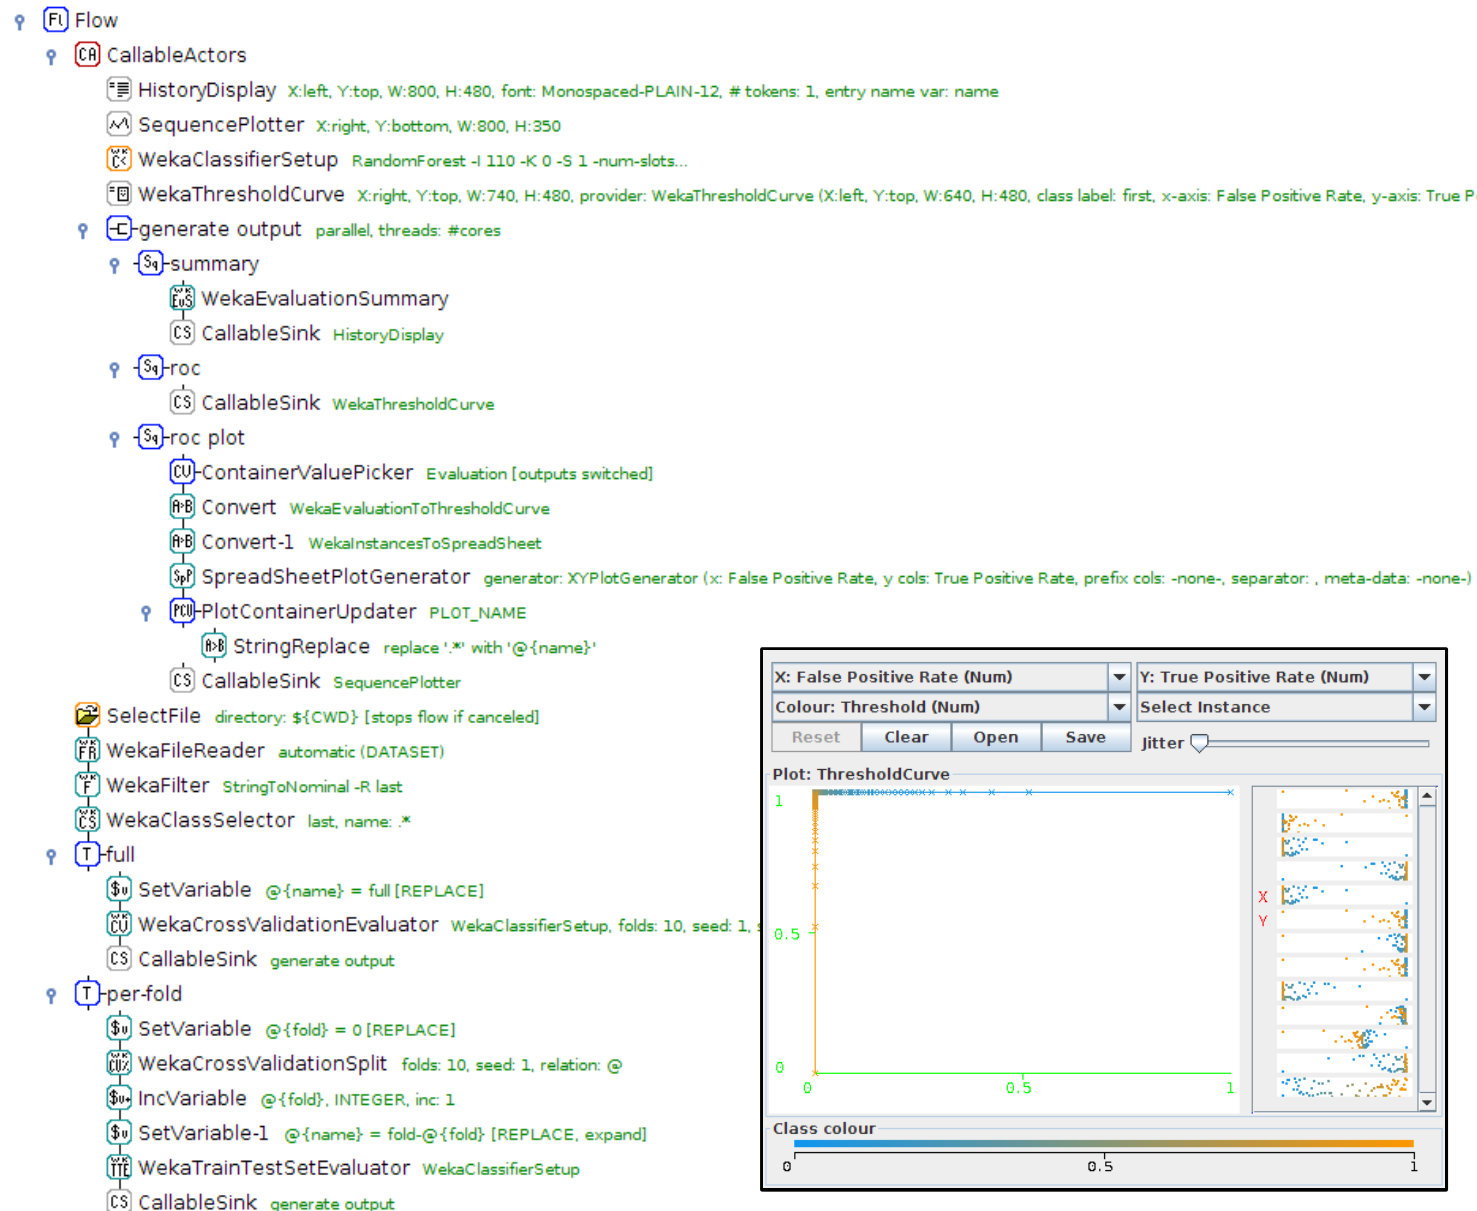 Flow
CallableActors
HistoryDisplay X:left, Y:top, W:800, H:480, font: Monospaced-PLAIN-12, # tokens: 1, entry name var: name
SequencePlotter X:right, Y:bottom, W:800, H:350
WekaClassifierSetup RandomForest -I 110 -K 0 -S 1 -num-slots...
WekaThresholdCurve X:right, Y:top, W:740, H:480, provider: WekaThresholdCurve (X:left, Y:top, W:640, H:480, class label: first, x-axis: False Positive Rate, y-axis: True P
generate output parallel, threads: #cores
summary
WekaEvaluationSummary
CallableSink HistoryDisplay
roc
CallableSink WekaThresholdCurve
roc plot
ContainerValuePicker Evaluation [outputs switched]
Convert WekaEvaluationToThresholdCurve
Convert-1 WekaInstancesToSpreadSheet
SpreadSheetPlotGenerator generator: XYPlotGenerator (x: False Positive Rate, y cols: True Positive Rate, prefix cols: -none-, separator: , meta-data: -none-)
PlotContainerUpdater PLOT_NAME
StringReplace replace '.*' with '@{name}'
CallableSink SequencePlotter
SelectFile directory: ${CWD} [stops flow if canceled]
WekaFileReader automatic (DATASET)
WekaFilter StringToNominal -R last
WekaClassSelector last, name: .*
full
SetVariable @{name} = full [REPLACE]
WekaCrossValidationEvaluator WekaClassifierSetup, folds: 10, seed: 1,
CallableSink generate output
per-fold
SetVariable @{fold} = 0 [REPLACE]
WekaCrossValidationSplit folds: 10, seed: 1, relation: @
IncVariable @{fold}, INTEGER, inc: 1
SetVariable-1 @{name} = fold-@{fold} [REPLACE, expand]
WekaTrainTestSetEvaluator WekaClassifierSetup
CallableSink generate output
X: False Positive Rate (Num) Y: True Positive Rate (Num)
Colour: Threshold (Num) Select Instance
Reset Clear Open Save Jitter
Plot: ThresholdCurve
1
0.5
0
0 0.5 1
X
Y
Class colour
0 0.5 1